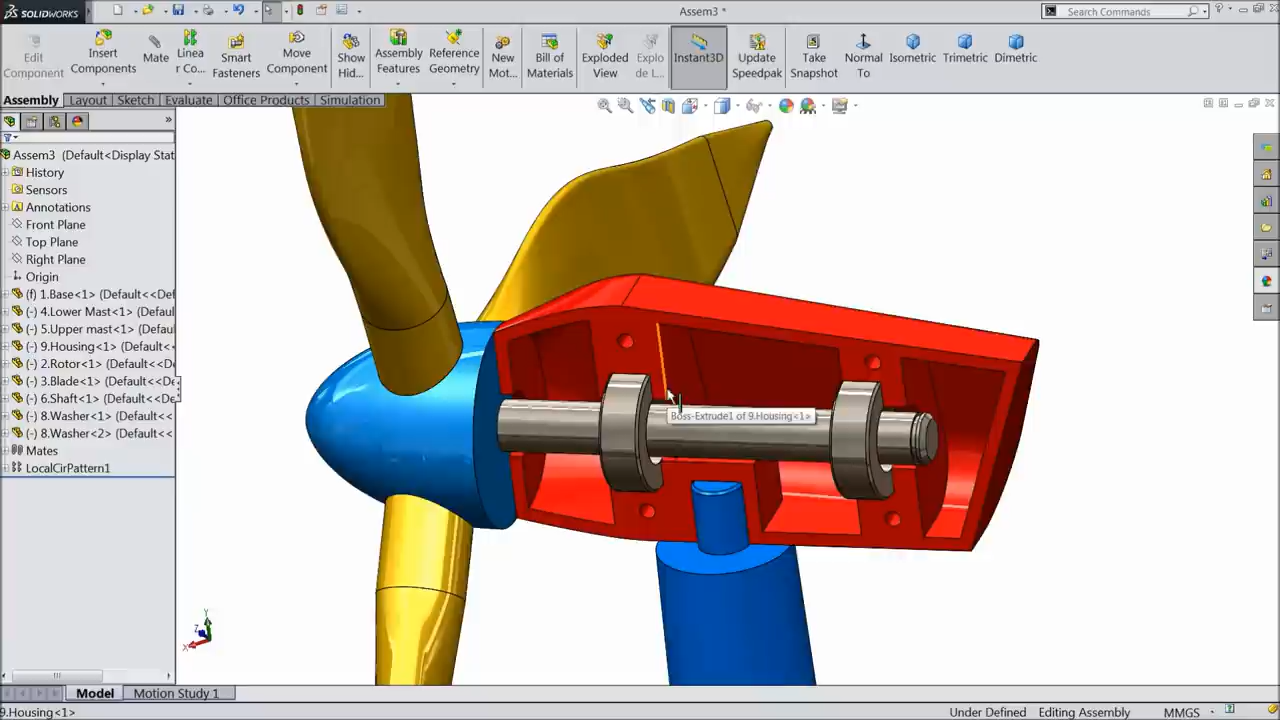 SOLIDWORKS
Assem3 *
Search Commands
Edit Component
Insert Components
Mate
Linea r Co...
Smart Fasteners
Move Component
Show Hid...
Assembly Features
Reference Geometry
New Mot...
Bill of Materials
Exploded View
Explo de L...
Instant3D
Update Speedpak
Take Snapshot
Normal To
Isometric
Trimetric
Dimetric
Assembly Layout Sketch Evaluate Office Products Simulation
Assem3 (Default<Display Stat
History
Sensors
Annotations
Front Plane
Top Plane
Right Plane
Origin
(f) 1.Base<1> (Default<<Def
(-) 4.Lower Mast<1> (Default
(-) 5.Upper mast<1> (Default
(-) 9.Housing<1> (Default<<
(-) 2.Rotor<1> (Default<<De
(-) 3.Blade<1> (Default<<De
(-) 6.Shaft<1> (Default<<Def
(-) 8.Washer<1> (Default<<
(-) 8.Washer<2> (Default<<
Mates
LocalCirPattern1
Boss-Extrude1 of 9.Housing<1>
Y
Z
X
Model Motion Study 1
9.Housing<1>
Under Defined Editing Assembly MMGS